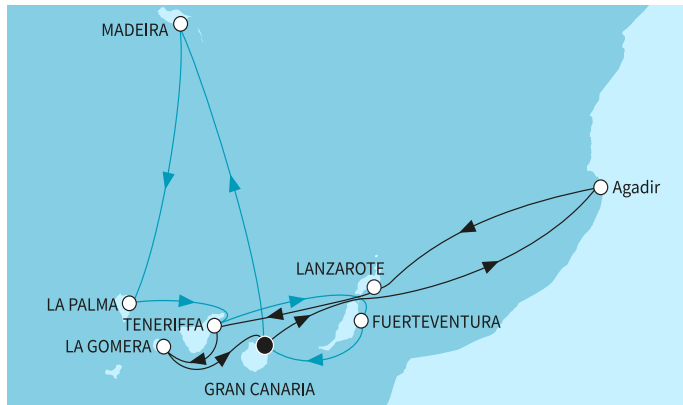 MADEIRA
Agadir
LANZAROTE
LA PALMA
TENERIFFA
FUERTEVENTURA
LA GOMERA
GRAN CANARIA